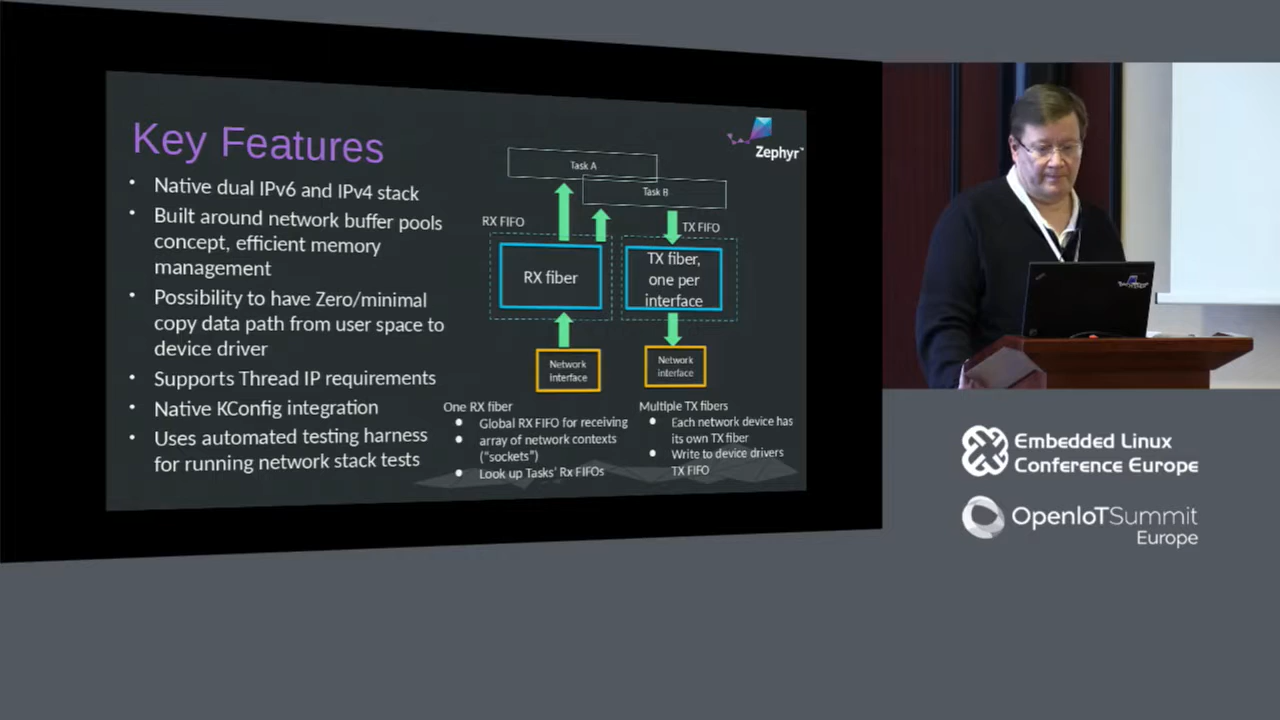 Key Features
Zephyr™
• Native dual IPv6 and IPv4 stack
• Built around network buffer pools
concept, efficient memory
management
• Possibility to have Zero/minimal
copy data path from user space to
device driver
• Supports Thread IP requirements
• Native KConfig integration
• Uses automated testing harness
for running network stack tests
Task A
Task B
RX FIFO
TX FIFO
RX fiber
TX fiber,
one per
interface
Network
interface
Network
interface
One RX fiber
● Global RX FIFO for receiving
● array of network contexts
(“sockets”)
● Look up Tasks’ Rx FIFOs
Multiple TX fibers
● Each network device has
its own TX fiber
● Write to device drivers
TX FIFO
Embedded Linux
Conference Europe
OpenIoTSummit
Europe